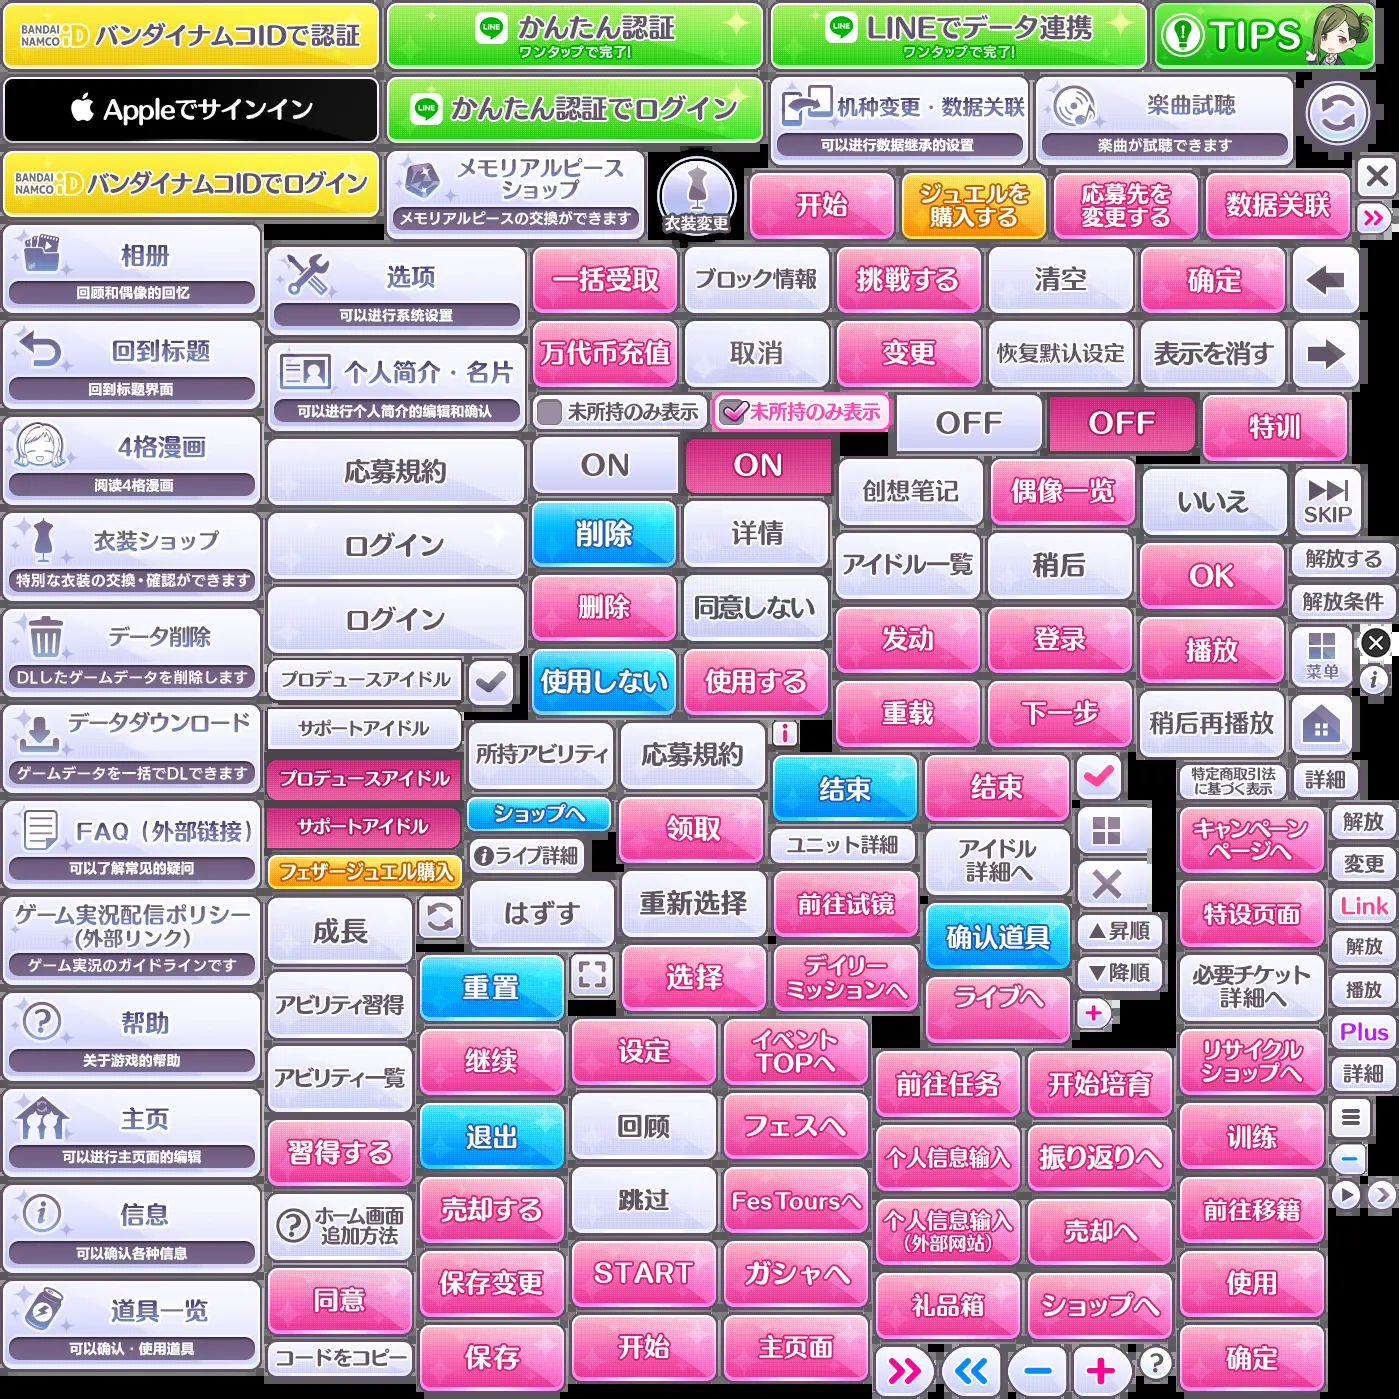 BANDAI NAMCO iD バンダイナムコIDで認証
LINE かんたん認証
ワンタップで完了!
LINE LINEでデータ連携
ワンタップで完了!
TIPS
Appleでサインイン
LINE かんたん認証でログイン
机种变更・数据关联
可以进行数据继承的设置
楽曲試聴
楽曲が試聴できます
BANDAI NAMCO iD バンダイナムコIDでログイン
メモリアルピース
ショップ
メモリアルピースの交換ができます
衣装変更
开始
ジュエルを
購入する
応募先を
変更する
数据关联
相册
回顾和偶像的回忆
选项
可以进行系统设置
一括受取
ブロック情報
挑戦する
清空
确定
回到标题
回到标题界面
个人简介・名片
可以进行个人简介的编辑和确认
万代币充值
取消
变更
恢复默认设定
表示を消す
未所持のみ表示
未所持のみ表示
OFF
OFF
特训
4格漫画
阅读4格漫画
応募規約
ON
ON
创想笔记
偶像一览
いいえ
SKIP
衣装ショップ
特別な衣装の交換・確認ができます
ログイン
削除
详情
アイドル一覧
稍后
OK
解放する
解放条件
ログイン
删除
同意しない
发动
登录
播放
菜单
データ削除
DLしたゲームデータを削除します
プロデュースアイドル
使用しない
使用する
重载
下一步
稍后再播放
データダウンロード
ゲームデータを一括でDLできます
サポートアイドル
所持アビリティ
応募規約
结束
结束
特定商取引法
に基づく表示
詳細
プロデュースアイドル
ショップへ
サポートアイドル
领取
ユニット詳細
アイドル
詳細へ
キャンペーン
ページへ
解放
変更
FAQ（外部链接）
可以了解常见的疑问
フェザージュエル購入
ライブ詳細
ゲーム実況配信ポリシー
(外部リンク)
ゲーム実況のガイドラインです
成長
はずす
重新选择
前往试镜
确认道具
昇順
降順
特设页面
Link
解放
アビリティ習得
重置
选择
デイリー
ミッションへ
ライブへ
必要チケット
詳細へ
播放
Plus
帮助
关于游戏的帮助
アビリティ一覧
继续
设定
イベント
TOPへ
前往任务
开始培育
リサイクル
ショップへ
詳細
主页
可以进行主页面的编辑
習得する
退出
回顾
フェスへ
个人信息输入
振り返りへ
训练
信息
可以确认各种信息
ホーム画面
追加方法
売却する
跳过
FesToursへ
个人信息输入
（外部网站）
売却へ
前往移籍
道具一览
可以确认・使用道具
同意
保存变更
START
ガシャへ
礼品箱
ショップへ
使用
コードをコピー
保存
开始
主页面
确定